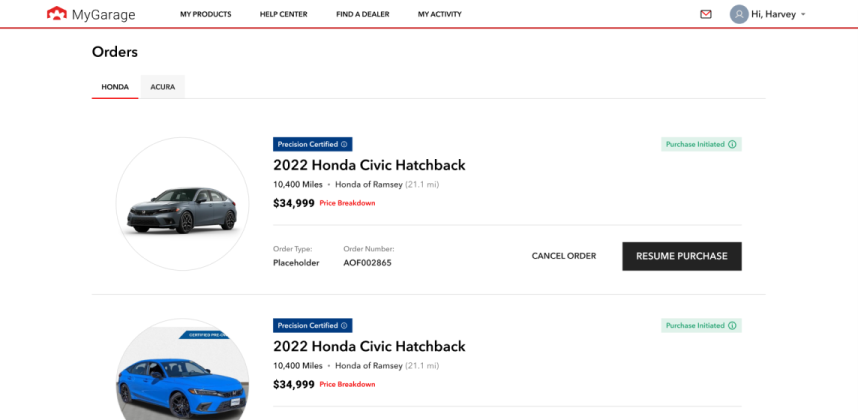 MyGarage
MY PRODUCTS
HELP CENTER
FIND A DEALER
MY ACTIVITY
Hi, Harvey
Orders
HONDA
ACURA
Precision Certified
Purchase Initiated
2022 Honda Civic Hatchback
10,400 Miles • Honda of Ramsey (21.1 mi)
$34,999 Price Breakdown
Order Type:
Order Number:
Placeholder
AOF002865
CANCEL ORDER
RESUME PURCHASE
CERTIFIED PRE-O
Precision Certified
Purchase Initiated
2022 Honda Civic Hatchback
10,400 Miles • Honda of Ramsey (21.1 mi)
$34,999 Price Breakdown